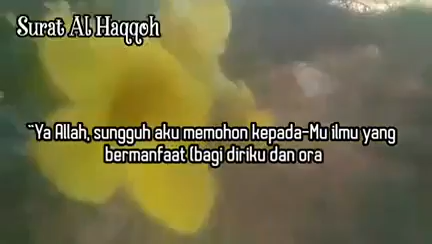 Surat Al Haqqoh
"Ya Allah, sungguh aku memohon kepada-Mu ilmu yang
bermanfaat (bagi diriku dan ora